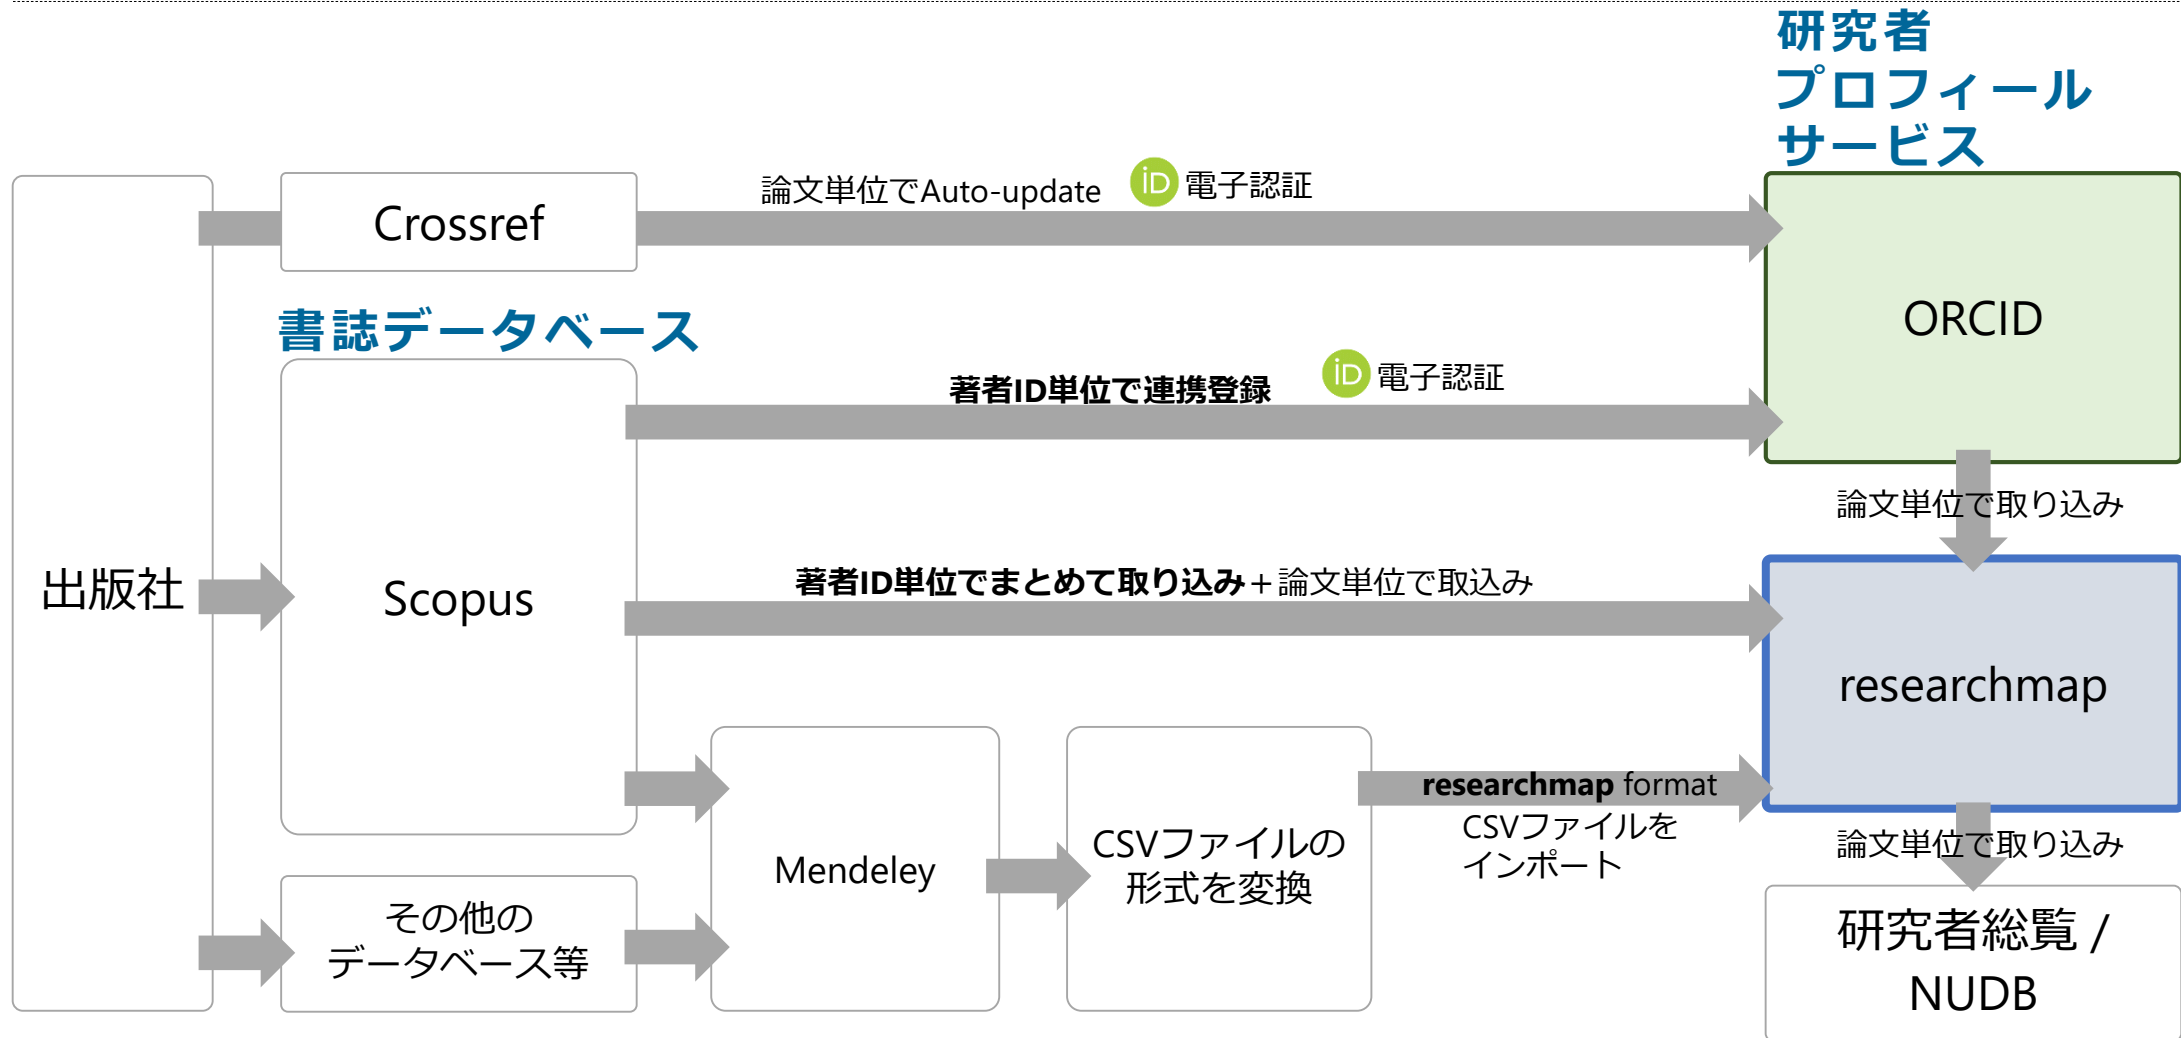 研究者
プロフィール
サービス
論文単位でAuto-update
iD 電子認証
Crossref
ORCID
書誌データベース
著者ID単位で連携登録
iD 電子認証
論文単位で取り込み
出版社
Scopus
著者ID単位でまとめて取り込み＋論文単位で取込み
researchmap
Mendeley
CSVファイルの
形式を変換
researchmap format
CSVファイルを
インポート
論文単位で取り込み
その他の
データベース等
研究者総覧 /
NUDB